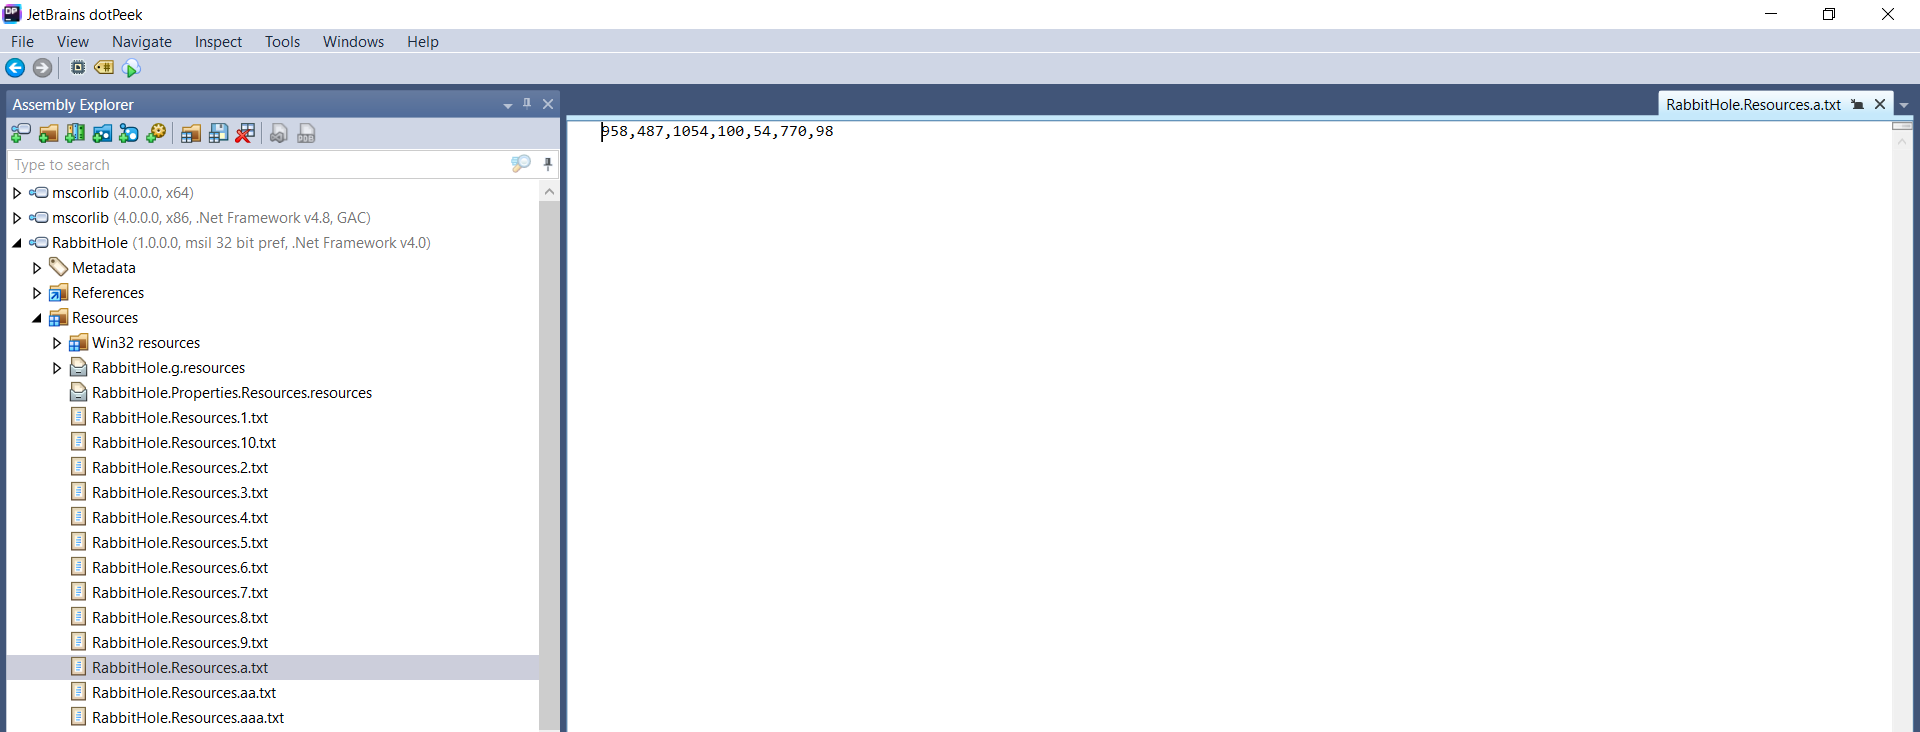 JetBrains dotPeek
File View Navigate Inspect Tools Windows Help
Assembly Explorer
Type to search
mscorlib (4.0.0.0, x64)
mscorlib (4.0.0.0, x86, .Net Framework v4.8, GAC)
RabbitHole (1.0.0.0, msil 32 bit pref, .Net Framework v4.0)
Metadata
References
Resources
Win32 resources
RabbitHole.g.resources
RabbitHole.Properties.Resources.resources
RabbitHole.Resources.1.txt
RabbitHole.Resources.10.txt
RabbitHole.Resources.2.txt
RabbitHole.Resources.3.txt
RabbitHole.Resources.4.txt
RabbitHole.Resources.5.txt
RabbitHole.Resources.6.txt
RabbitHole.Resources.7.txt
RabbitHole.Resources.8.txt
RabbitHole.Resources.9.txt
RabbitHole.Resources.a.txt
RabbitHole.Resources.aa.txt
RabbitHole.Resources.aaa.txt
RabbitHole.Resources.a.txt
958,487,1054,100,54,770,98